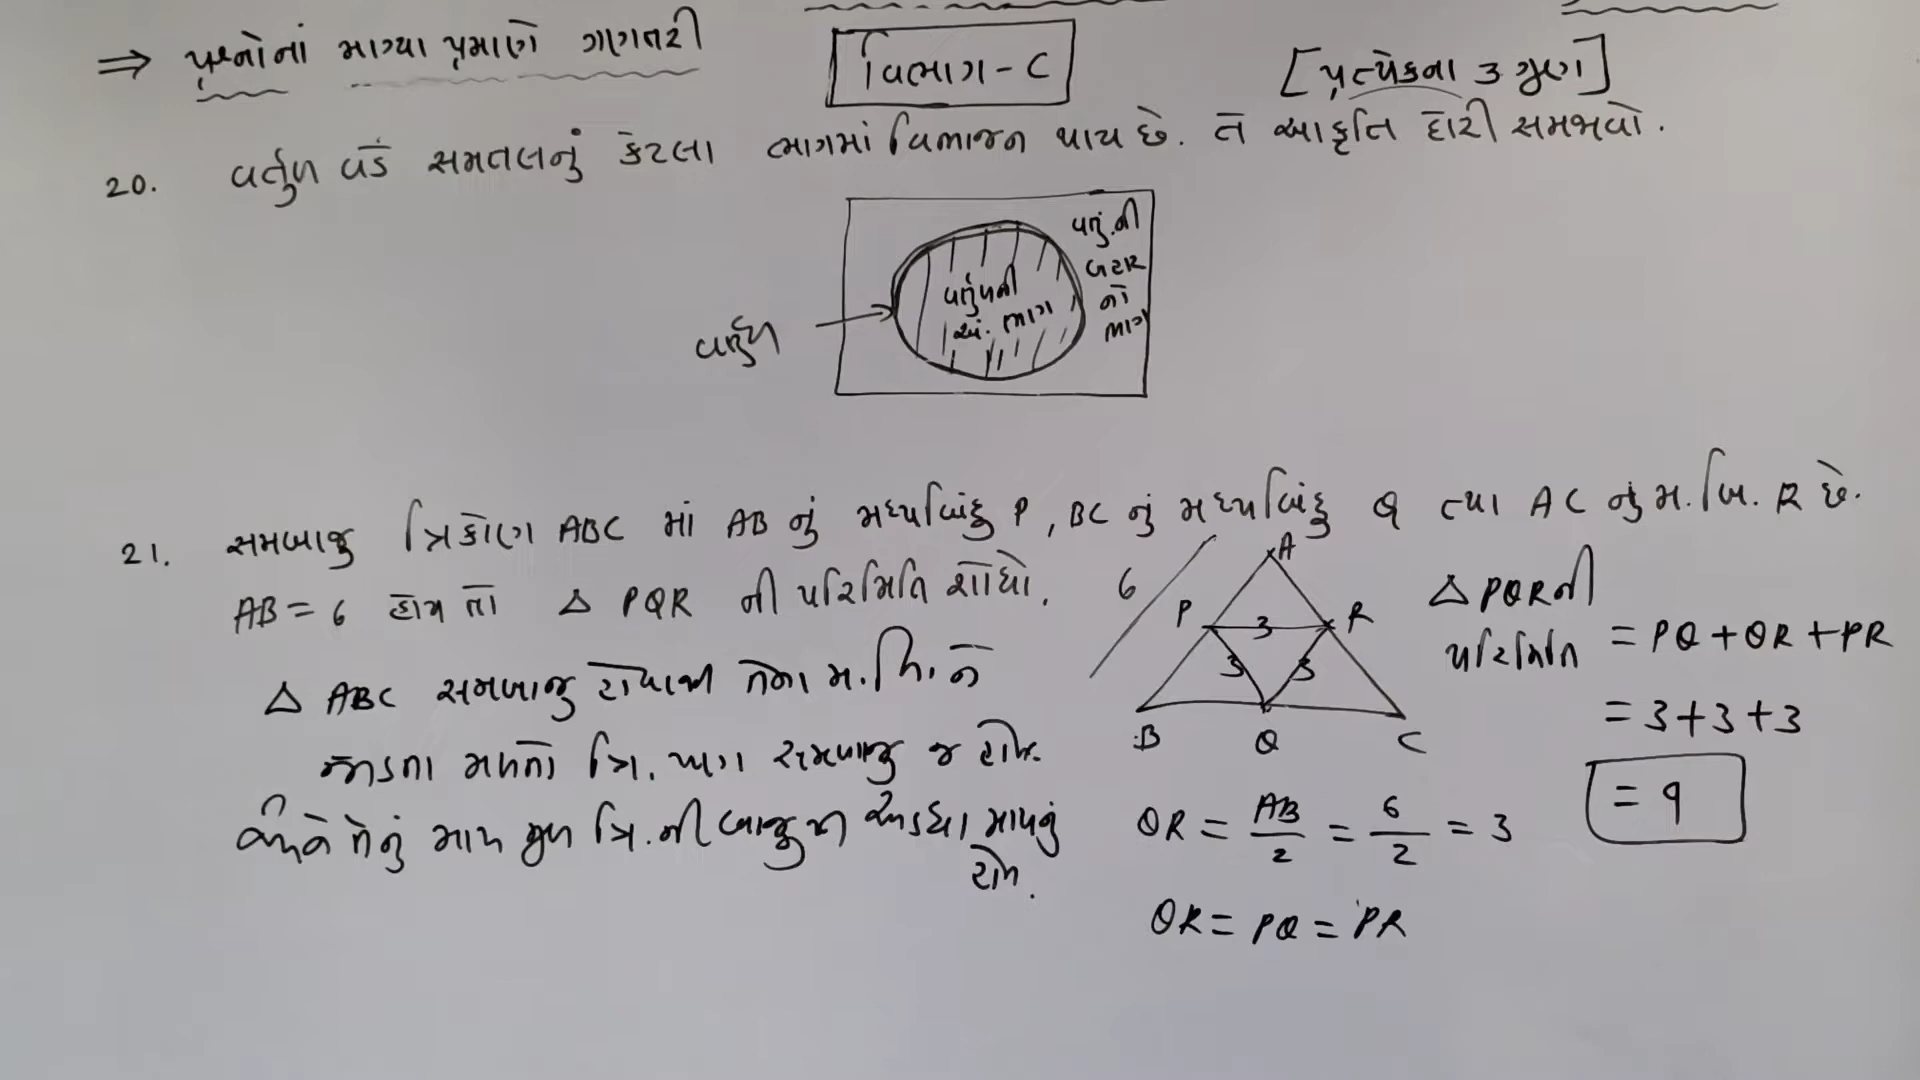 ⇒ પ્રશ્નોનાં માગ્યા પ્રમાણે ગણતરી
વિભાગ - C
[પ્રત્યેકના 3 ગુણ]
20. વર્તુળ વડે સમતલનું કેટલા ભાગમાં વિભાજન થાય છે. તે આકૃતિ દોરી સમજાવો.
વર્તુળ
વર્તુળનો અં. ભાગ
વર્તુ.ની બહારનો ભાગ
21. સમબાજુ ત્રિકોણ ABC માં AB નું મધ્યબિંદુ P, BC નું મધ્યબિંદુ Q તથા AC નું મ.બિ. R છે.
AB = 6 હોય તો △ PQR ની પરિમિતિ શોધો.
△ ABC સમબાજુ હોવાથી તેના મ.બિ. ને
જોડતા મળતો ત્રિ. પણ સમબાજુ જ હોય.
અને તેનું માપ મૂળ ત્રિ.ની બાજુથી અડધા માપનું
હોય.
6
A
P
R
3
3
3
B
Q
C
△ PQRની
પરિમિતિ = PQ + QR + PR
= 3 + 3 + 3
= 9
QR = AB/2 = 6/2 = 3
QR = PQ = PR